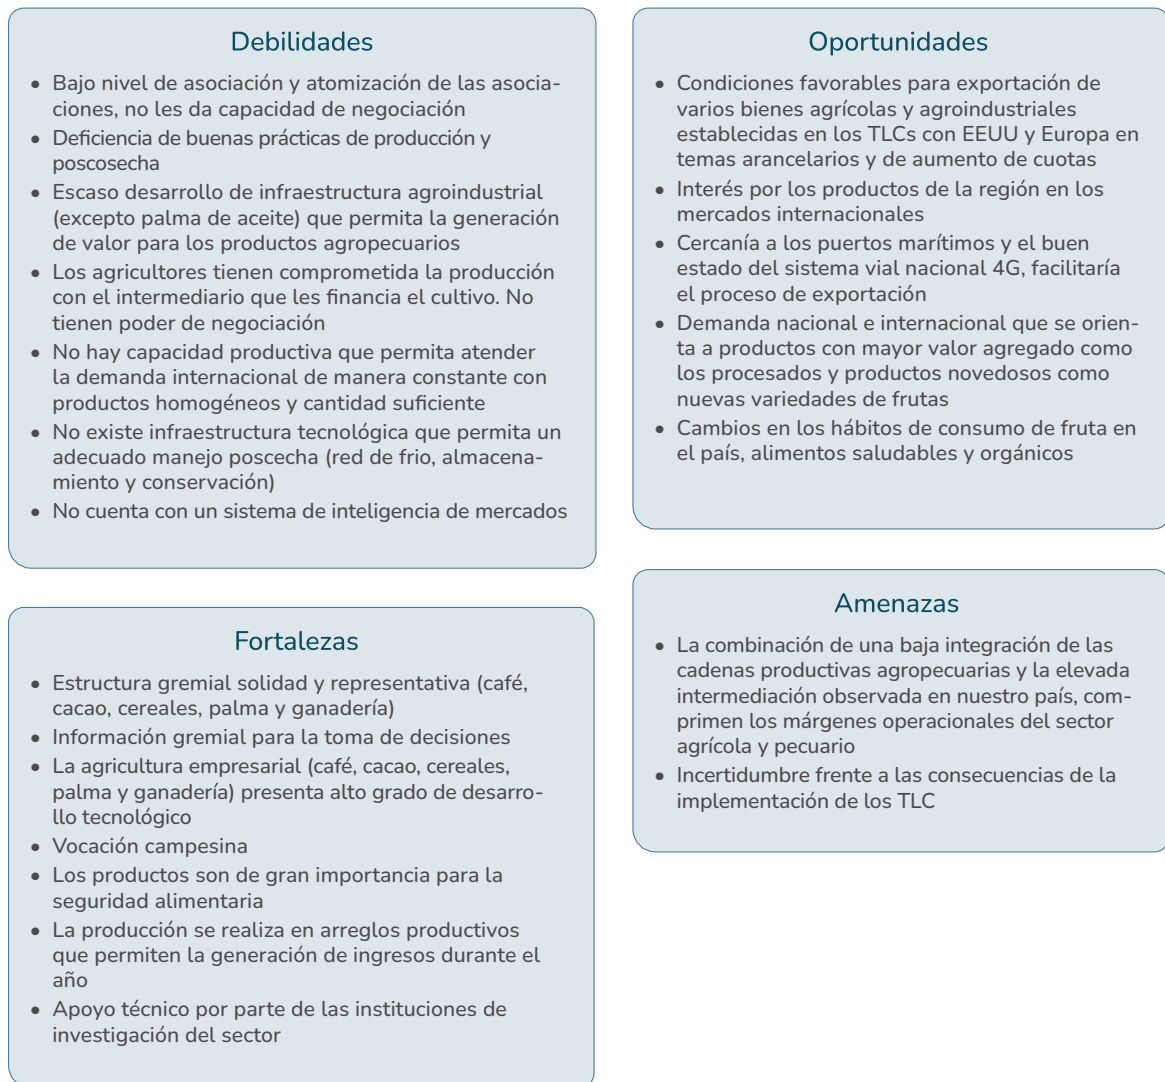 Debilidades
• Bajo nivel de asociación y atomización de las asocia-
ciones, no les da capacidad de negociación
• Deficiencia de buenas prácticas de producción y
poscosecha
• Escaso desarrollo de infraestructura agroindustrial
(excepto palma de aceite) que permita la generación
de valor para los productos agropecuarios
• Los agricultores tienen comprometida la producción
con el intermediario que les financia el cultivo. No
tienen poder de negociación
• No hay capacidad productiva que permita atender
la demanda internacional de manera constante con
productos homogéneos y cantidad suficiente
• No existe infraestructura tecnológica que permita un
adecuado manejo poscecha (red de frio, almacena-
miento y conservación)
• No cuenta con un sistema de inteligencia de mercados
Oportunidades
• Condiciones favorables para exportación de
varios bienes agrícolas y agroindustriales
establecidas en los TLCs con EEUU y Europa en
temas arancelarios y de aumento de cuotas
• Interés por los productos de la región en los
mercados internacionales
• Cercanía a los puertos marítimos y el buen
estado del sistema vial nacional 4G, facilitaría
el proceso de exportación
• Demanda nacional e internacional que se orien-
ta a productos con mayor valor agregado como
los procesados y productos novedosos como
nuevas variedades de frutas
• Cambios en los hábitos de consumo de fruta en
el país, alimentos saludables y orgánicos
Fortalezas
• Estructura gremial solidad y representativa (café,
cacao, cereales, palma y ganadería)
• Información gremial para la toma de decisiones
• La agricultura empresarial (café, cacao, cereales,
palma y ganadería) presenta alto grado de desarro-
llo tecnológico
• Vocación campesina
• Los productos son de gran importancia para la
seguridad alimentaria
• La producción se realiza en arreglos productivos
que permiten la generación de ingresos durante el
año
• Apoyo técnico por parte de las instituciones de
investigación del sector
Amenazas
• La combinación de una baja integración de las
cadenas productivas agropecuarias y la elevada
intermediación observada en nuestro país, com-
primen los márgenes operacionales del sector
agrícola y pecuario
• Incertidumbre frente a las consecuencias de la
implementación de los TLC